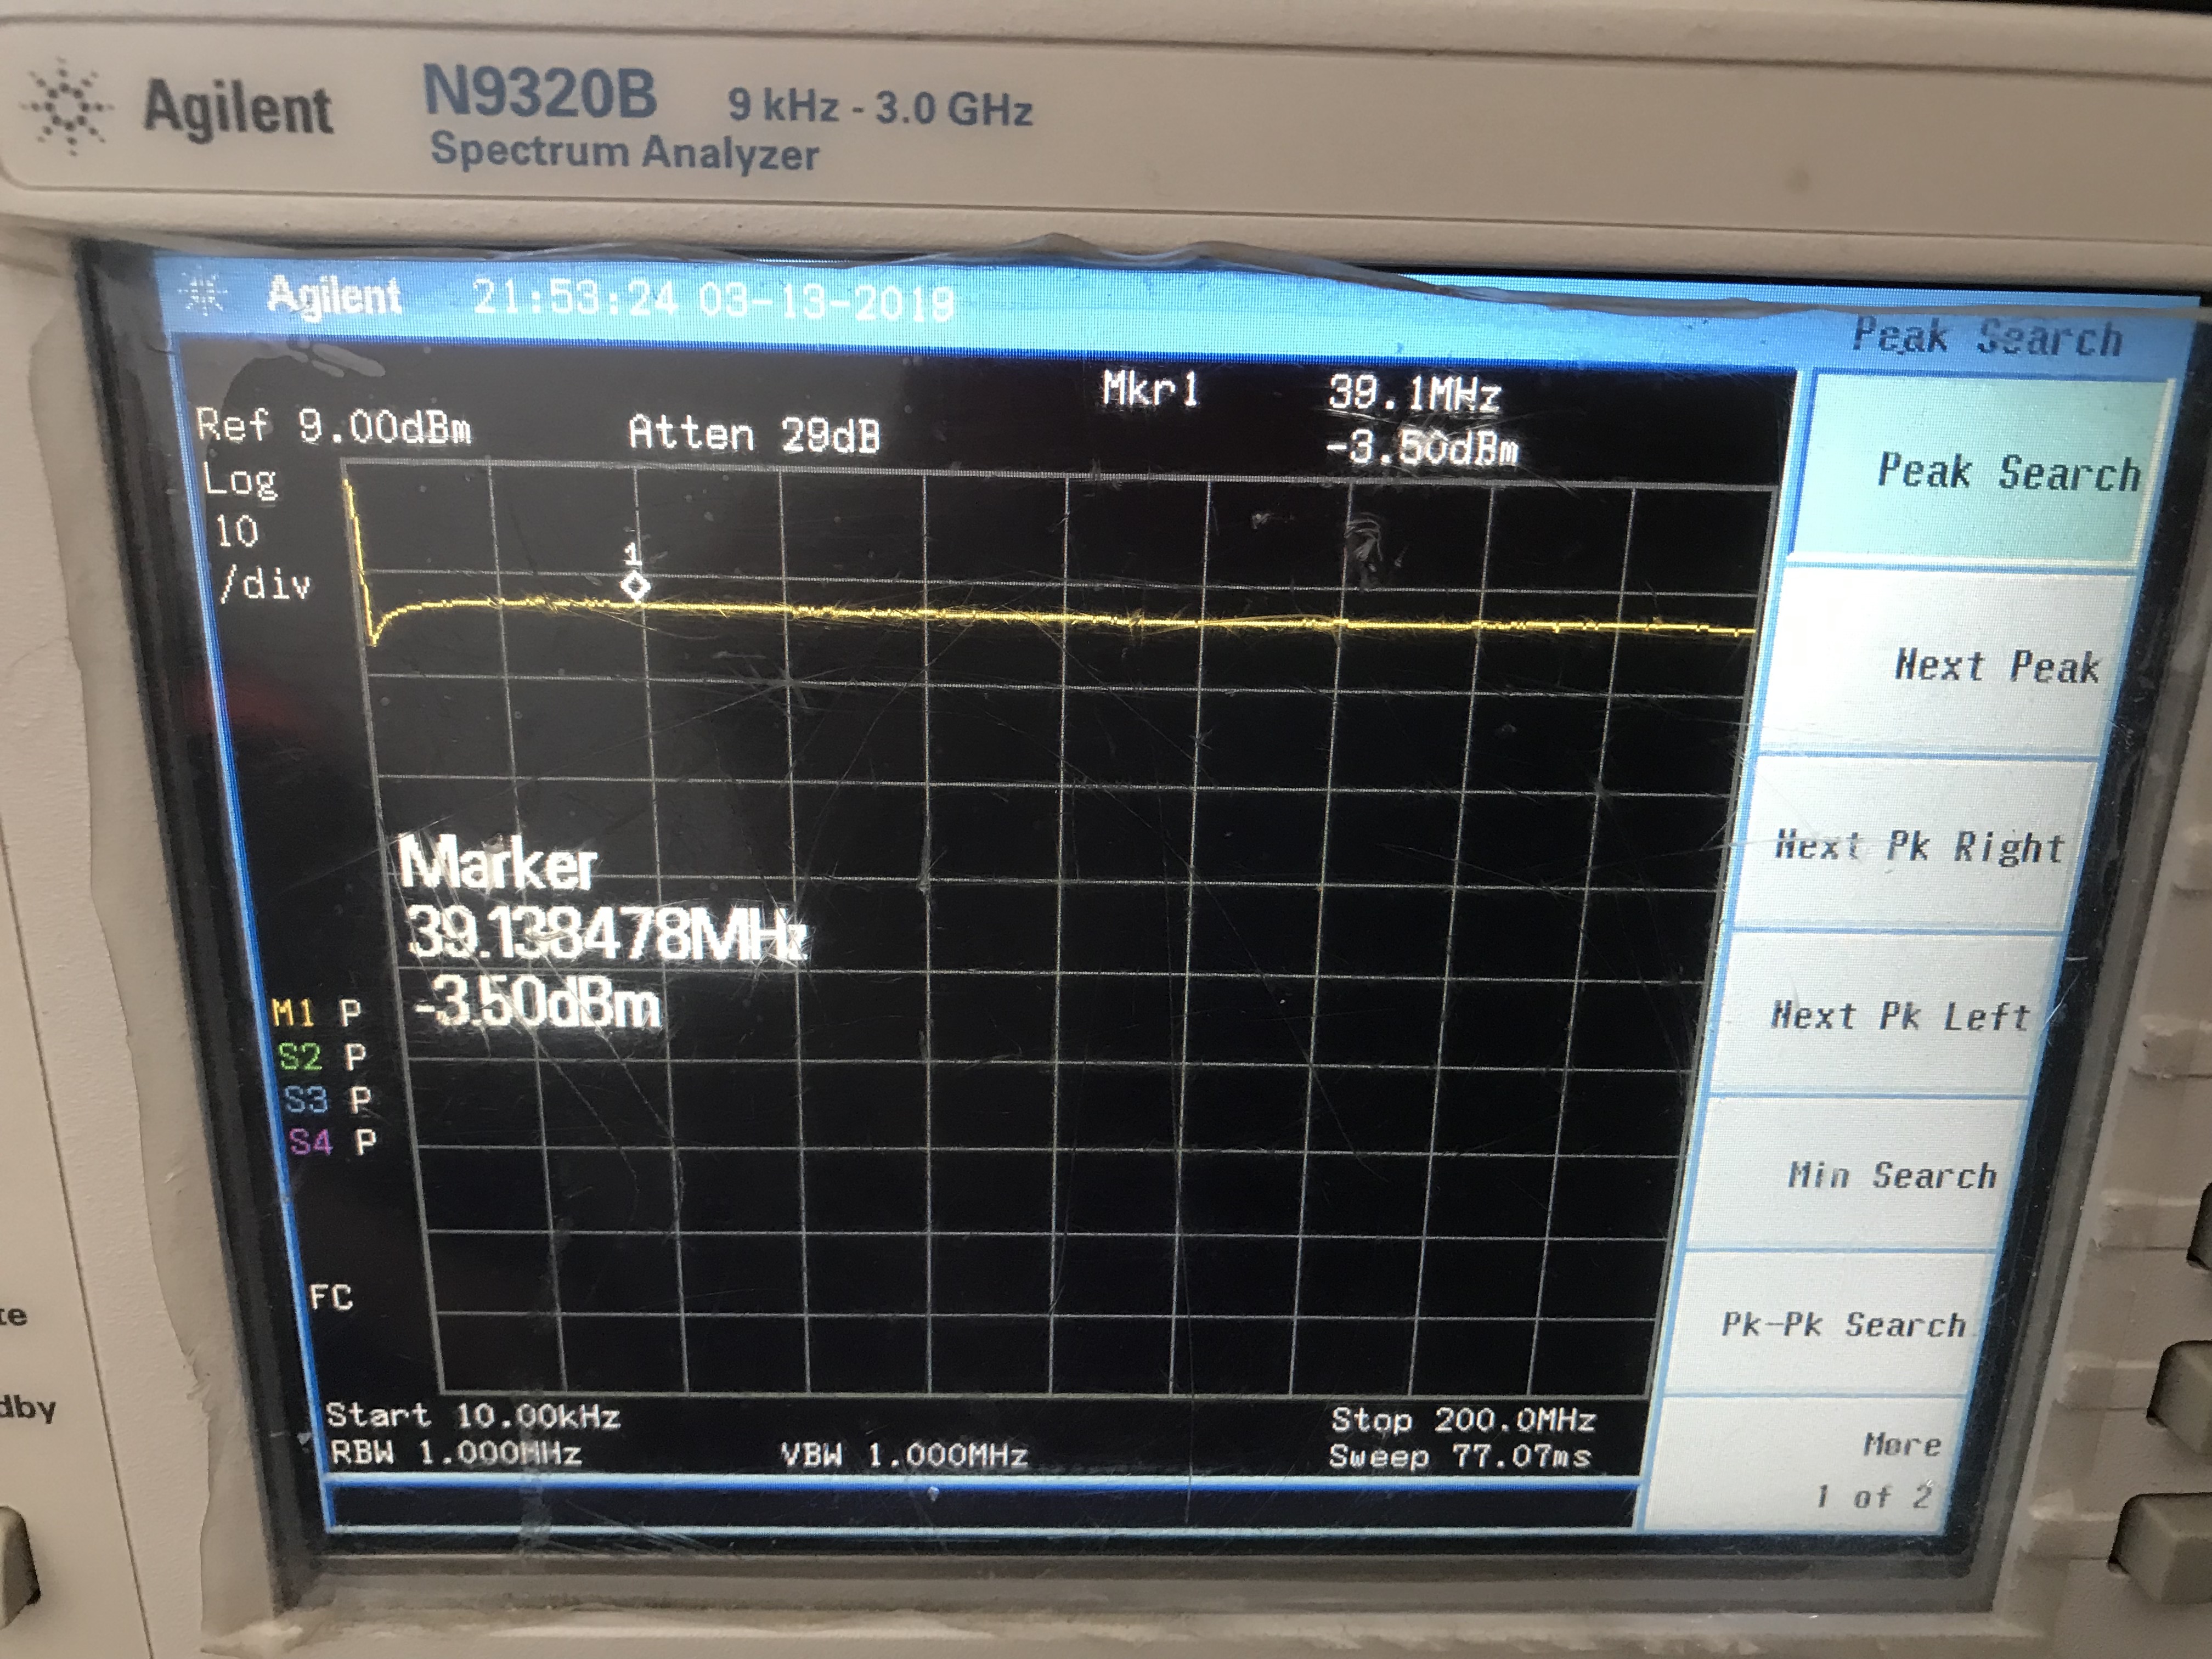 Agilent N9320B 9 kHz - 3.0 GHz
Spectrum Analyzer
Agilent 21:53:24 03-13-2019
Peak Search
Mkr1 39.1MHz
Ref 9.00dBm Atten 29dB -3.50dBm
Log
10
/div
1
Peak Search
Next Peak
Next Pk Right
Next Pk Left
Min Search
Pk-Pk Search
More
1 of 2
Marker
39.138478MHz
-3.50dBm
M1 P
S2 P
S3 P
S4 P
FC
Start 10.00kHz Stop 200.0MHz
RBW 1.000MHz VBW 1.000MHz Sweep 77.07ms
dby